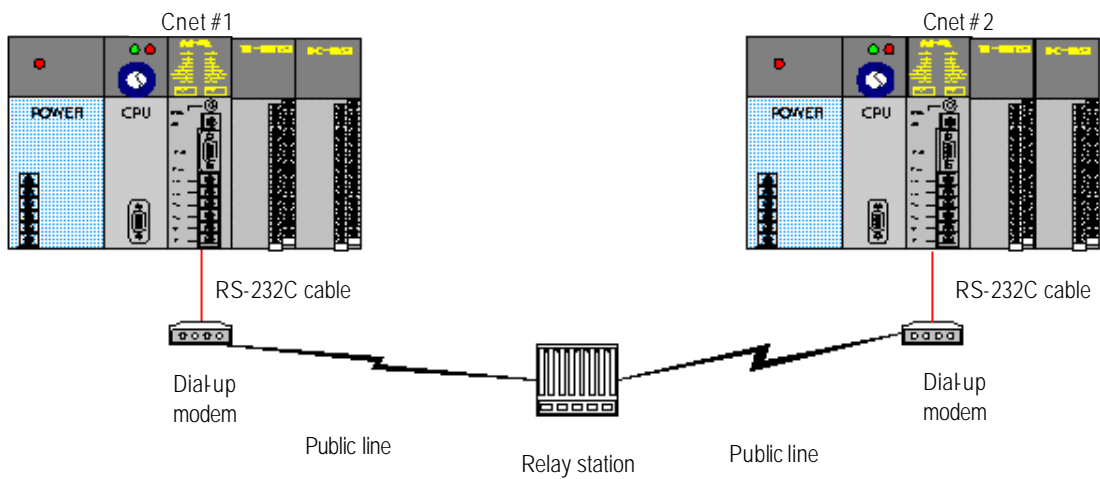 Cnet #1
Cnet #2
POWER
CPU
POWER
CPU
RS-232C cable
RS-232C cable
Dial-up
modem
Dial-up
modem
Public line
Relay station
Public line